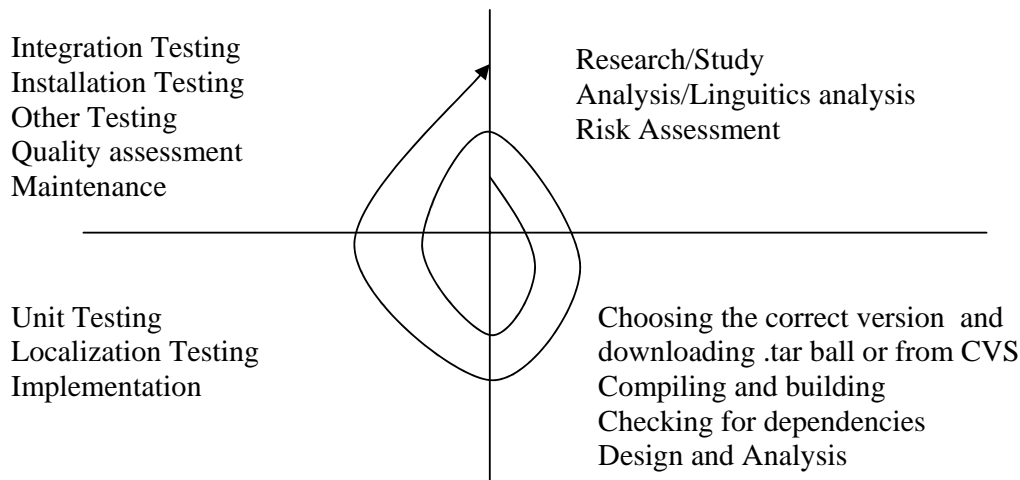 Integration Testing
Installation Testing
Other Testing
Quality assessment
Maintenance
Research/Study
Analysis/Linguitics analysis
Risk Assessment
Unit Testing
Localization Testing
Implementation
Choosing the correct version and
downloading .tar ball or from CVS
Compiling and building
Checking for dependencies
Design and Analysis